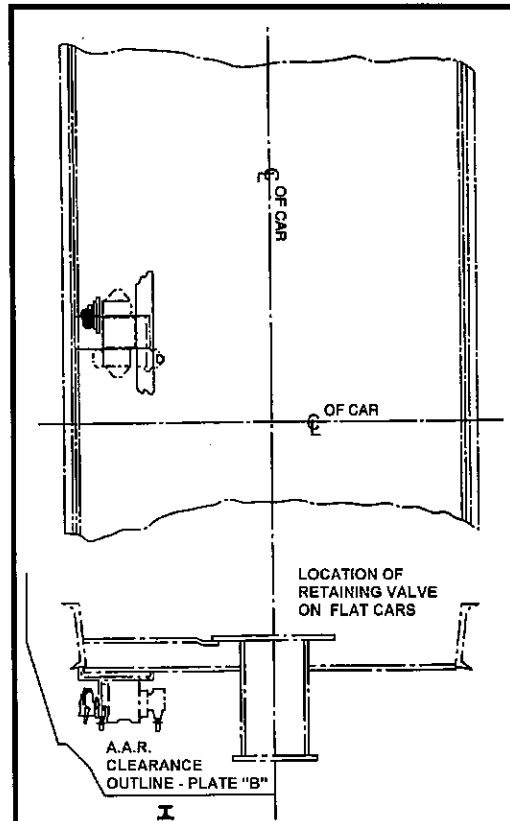 ℄ OF CAR
℄ OF CAR
LOCATION OF
RETAINING VALVE
ON FLAT CARS
A.A.R.
CLEARANCE
OUTLINE - PLATE "B"
I